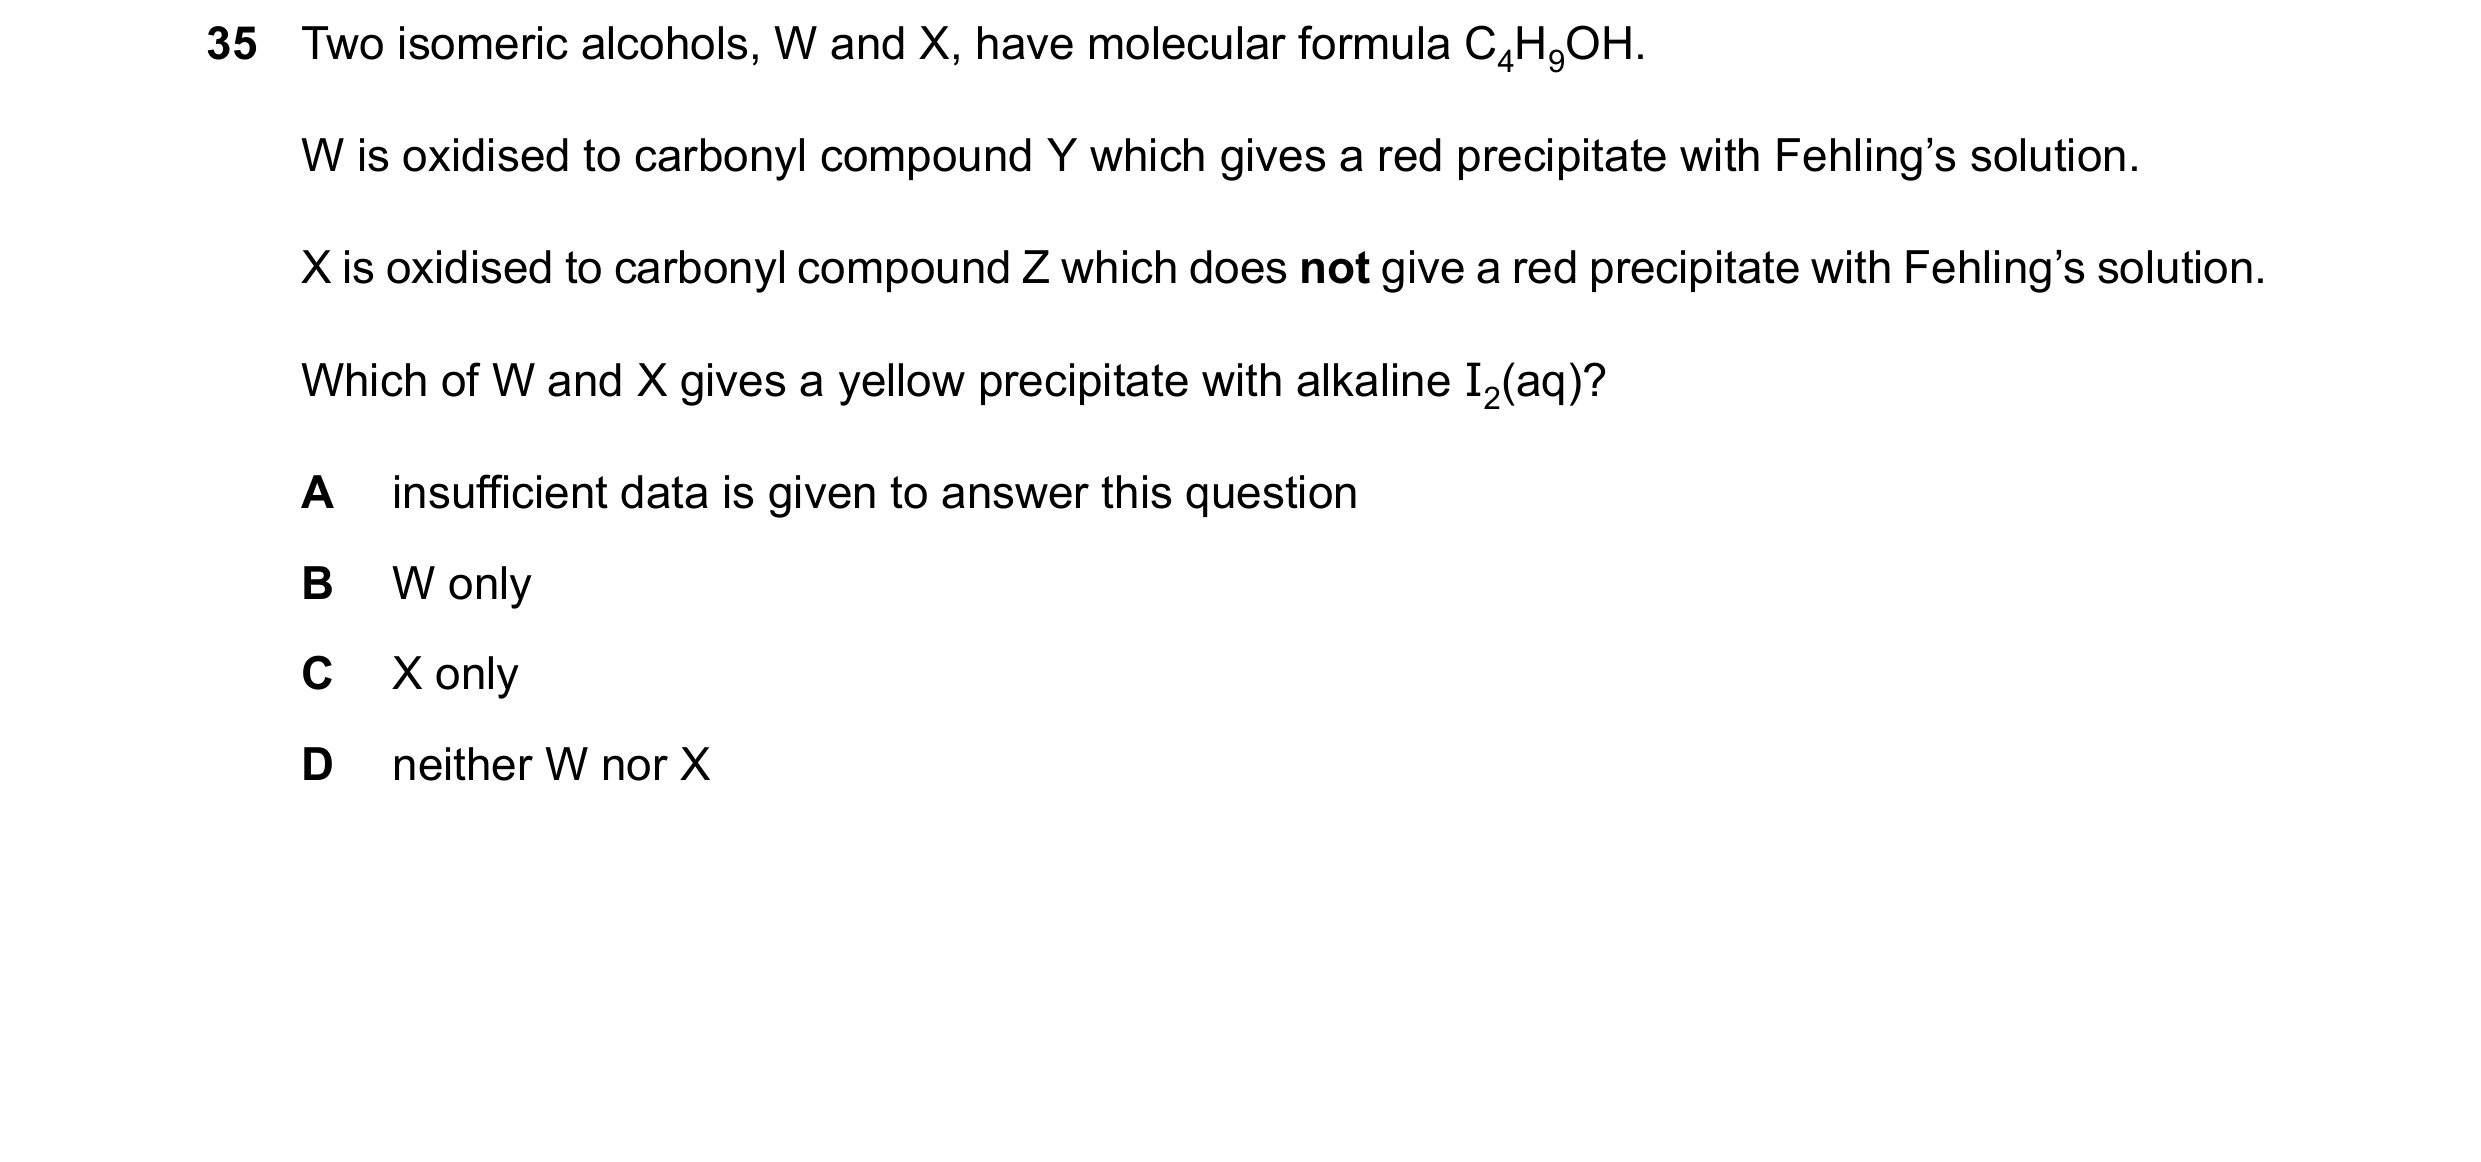 35 Two isomeric alcohols, W and X, have molecular formula C₄H₉OH.
W is oxidised to carbonyl compound Y which gives a red precipitate with Fehling’s solution.
X is oxidised to carbonyl compound Z which does not give a red precipitate with Fehling’s solution.
Which of W and X gives a yellow precipitate with alkaline I₂(aq)?
A insufficient data is given to answer this question
B W only
C X only
D neither W nor X